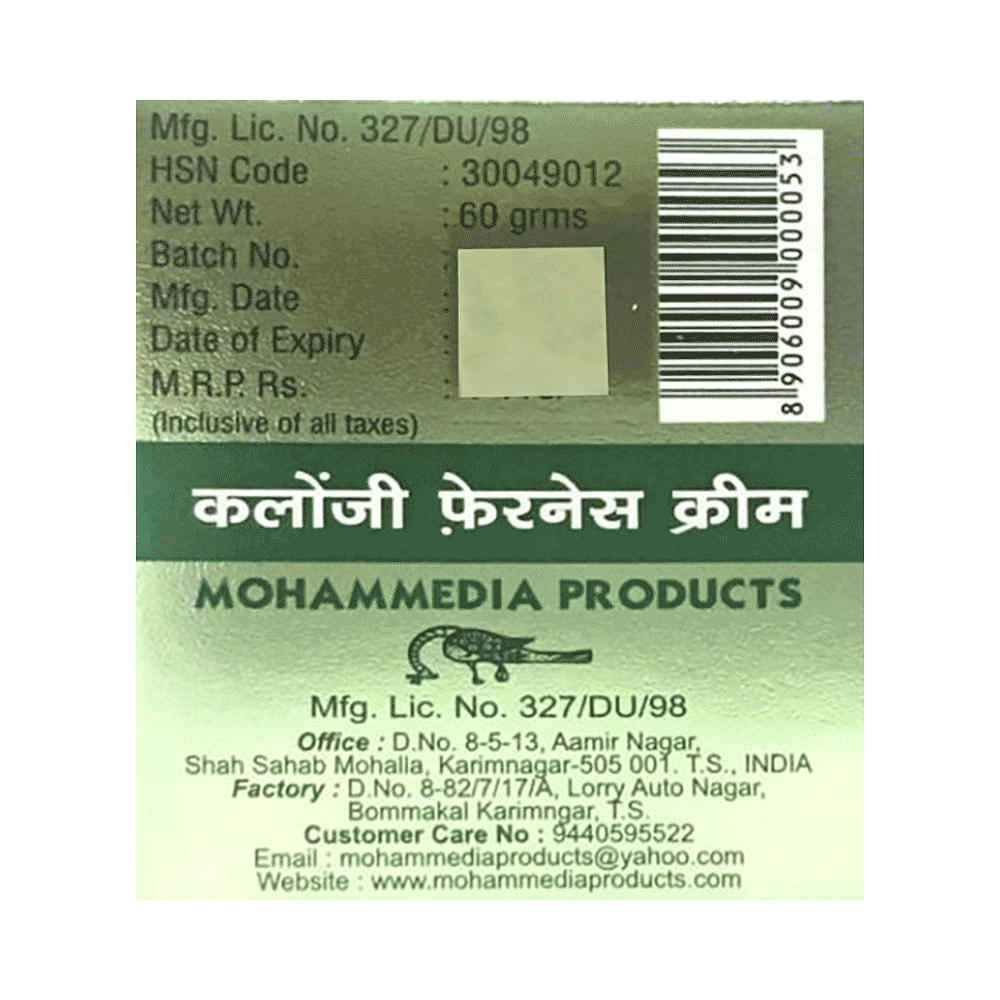 Mfg. Lic. No. 327/DU/98
HSN Code : 30049012
Net Wt. : 60 grms
Batch No. :
Mfg. Date :
Date of Expiry :
M.R.P. Rs. :
(Inclusive of all taxes)
8 906009 000053
कलोंजी फ़ेरनेस क्रीम
MOHAMMEDIA PRODUCTS
Mfg. Lic. No. 327/DU/98
Office : D.No. 8-5-13, Aamir Nagar,
Shah Sahab Mohalla, Karimnagar-505 001. T.S., INDIA
Factory : D.No. 8-82/7/17/A, Lorry Auto Nagar,
Bommakal Karimngar, T.S.
Customer Care No : 9440595522
Email : mohammediaproducts@yahoo.com
Website : www.mohammediaproducts.com